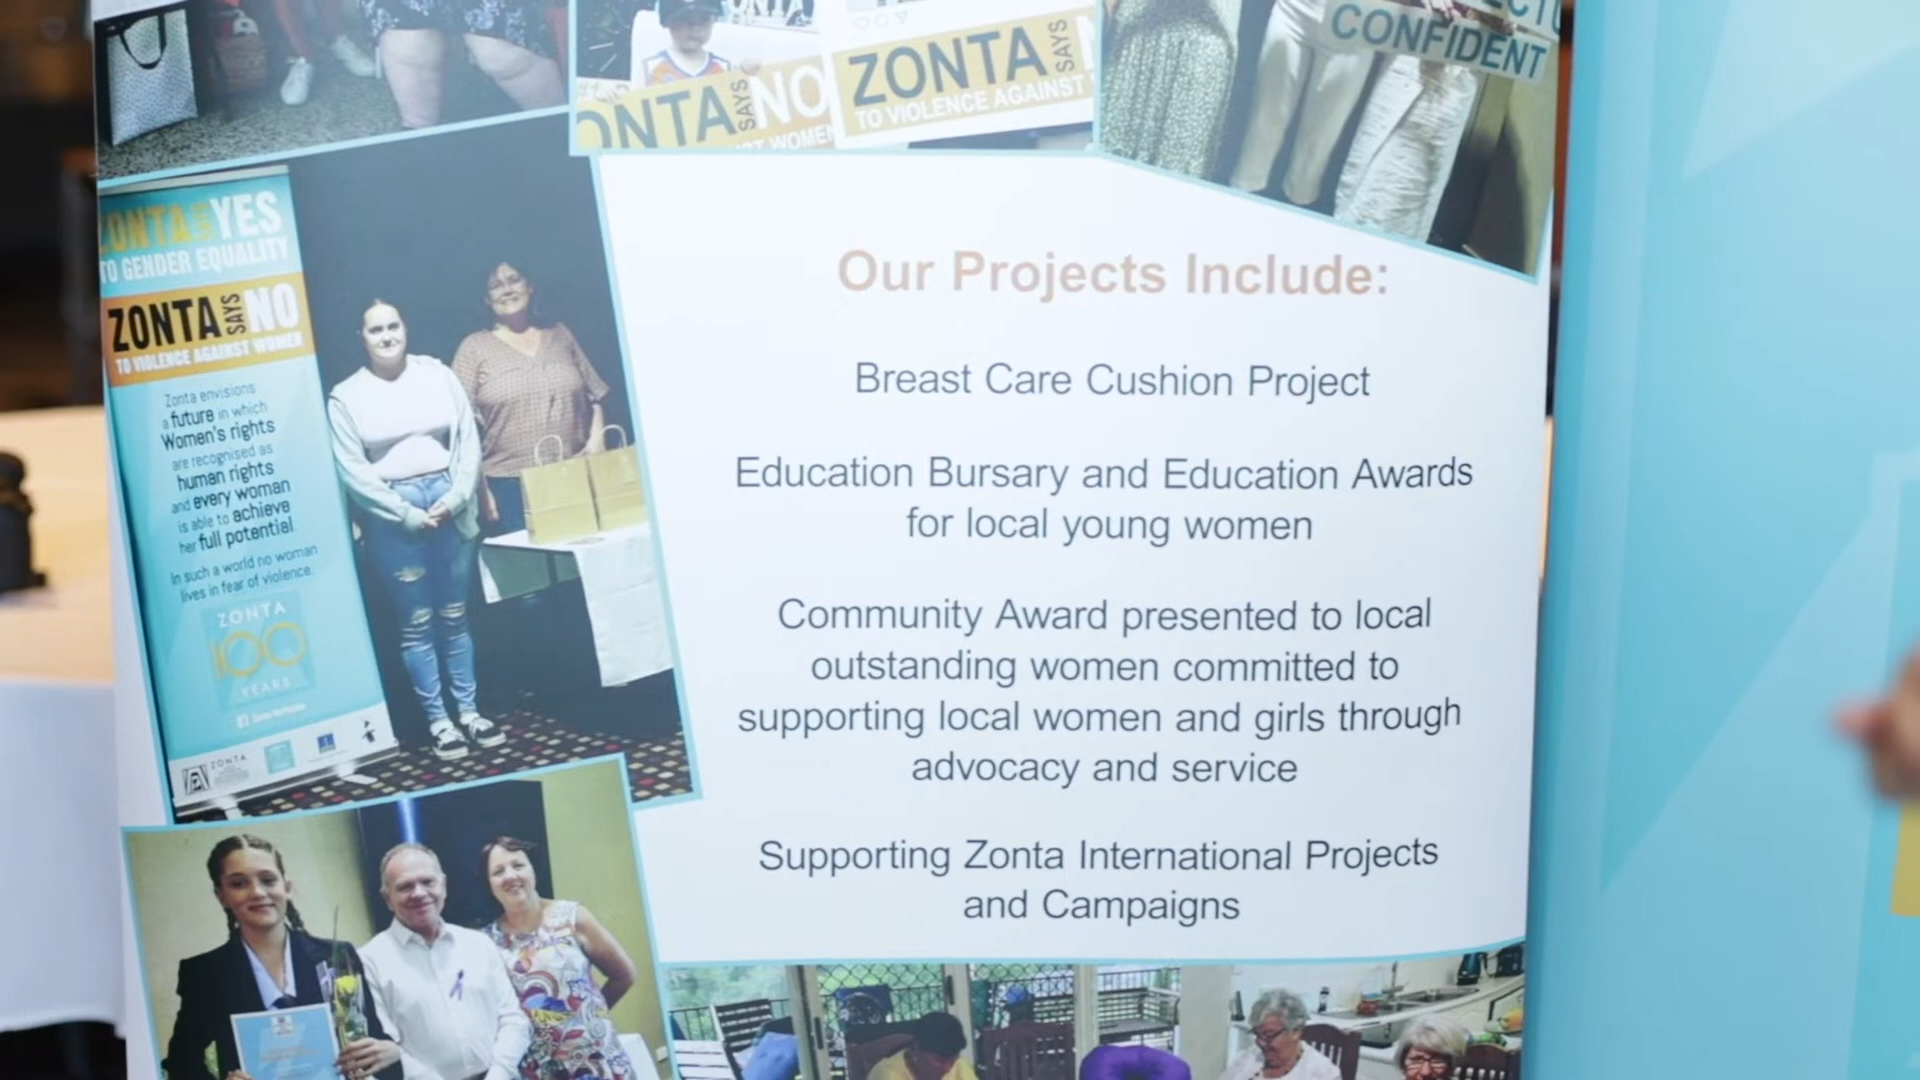 CONFIDENT
ZONTA SAYS
TO VIOLENCE AGAINST
ONTA SAYS NO
WOMEN
ZONTA SAYS YES
TO GENDER EQUALITY
ZONTA SAYS NO
TO VIOLENCE AGAINST WOMEN
Zonta envisions
a future in which
Women's rights
are recognised as
human rights
and every woman
is able to achieve
her full potential.
In such a world no woman
lives in fear of violence.
ZONTA
100
YEARS
ZONTA
Our Projects Include:
Breast Care Cushion Project
Education Bursary and Education Awards
for local young women
Community Award presented to local
outstanding women committed to
supporting local women and girls through
advocacy and service
Supporting Zonta International Projects
and Campaigns